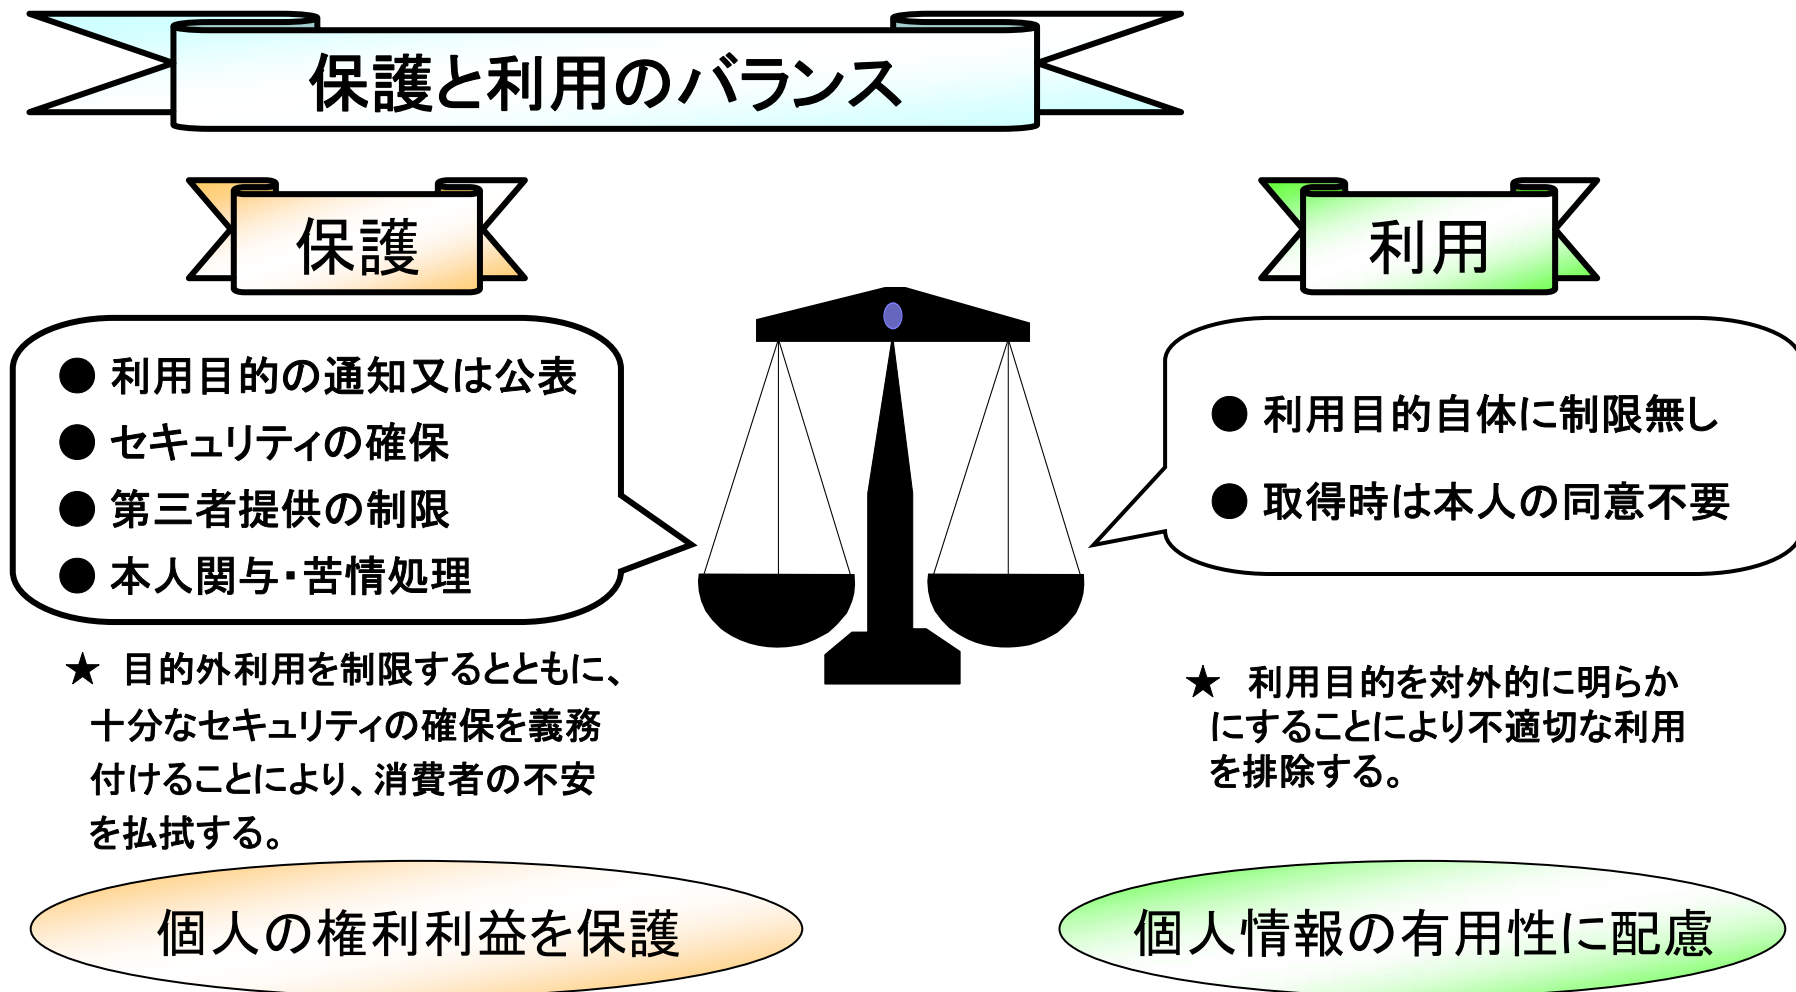 保護と利用のバランス
保護
● 利用目的の通知又は公表
● セキュリティの確保
● 第三者提供の制限
● 本人関与・苦情処理
★ 目的外利用を制限するとともに、
十分なセキュリティの確保を義務
付けることにより、消費者の不安
を払拭する。
個人の権利利益を保護
利用
● 利用目的自体に制限無し
● 取得時は本人の同意不要
★ 利用目的を対外的に明らか
にすることにより不適切な利用
を排除する。
個人情報の有用性に配慮